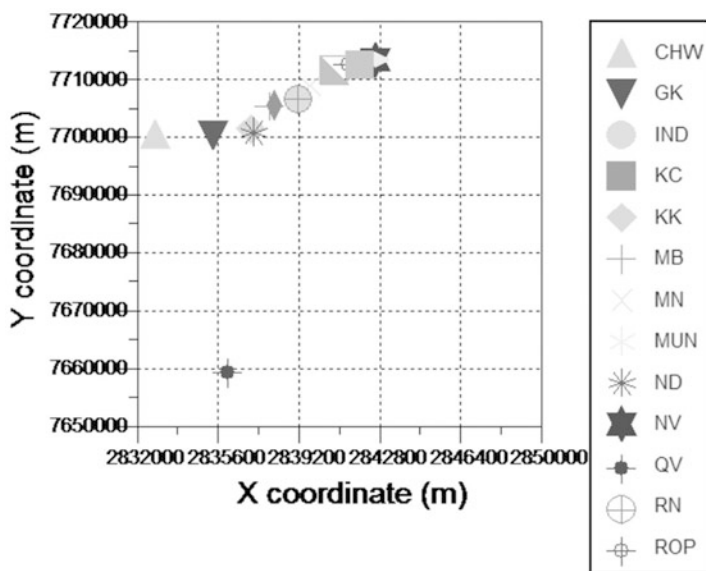 7720000
7710000
7700000
7690000
7680000
7670000
7660000
7650000
Y coordinate (m)
2832000 2835600 2839200 2842800 2846400 2850000
X coordinate (m)
CHW
GK
IND
KC
KK
MB
MN
MUN
ND
NV
QV
RN
ROP